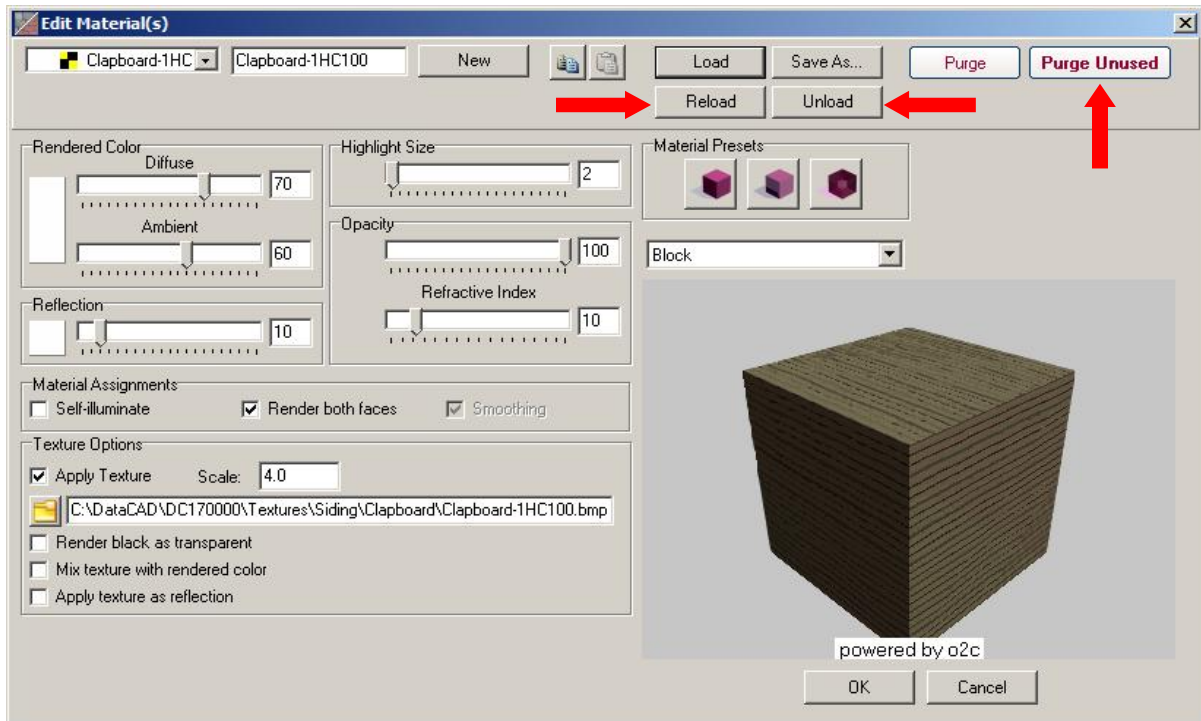 Edit Material(s)
Clapboard-1HC
Clapboard-1HC100
New
Load
Save As...
Purge
Purge Unused
Reload
Unload
Rendered Color
Diffuse
70
Ambient
60
Reflection
10
Highlight Size
2
Opacity
100
Refractive Index
10
Material Presets
Block
Material Assignments
Self-illuminate
Render both faces
Smoothing
Texture Options
Apply Texture
Scale:
4.0
C:\DataCAD\DC170000\Textures\Siding\Clapboard\Clapboard-1HC100.bmp
Render black as transparent
Mix texture with rendered color
Apply texture as reflection
powered by o2c
OK
Cancel